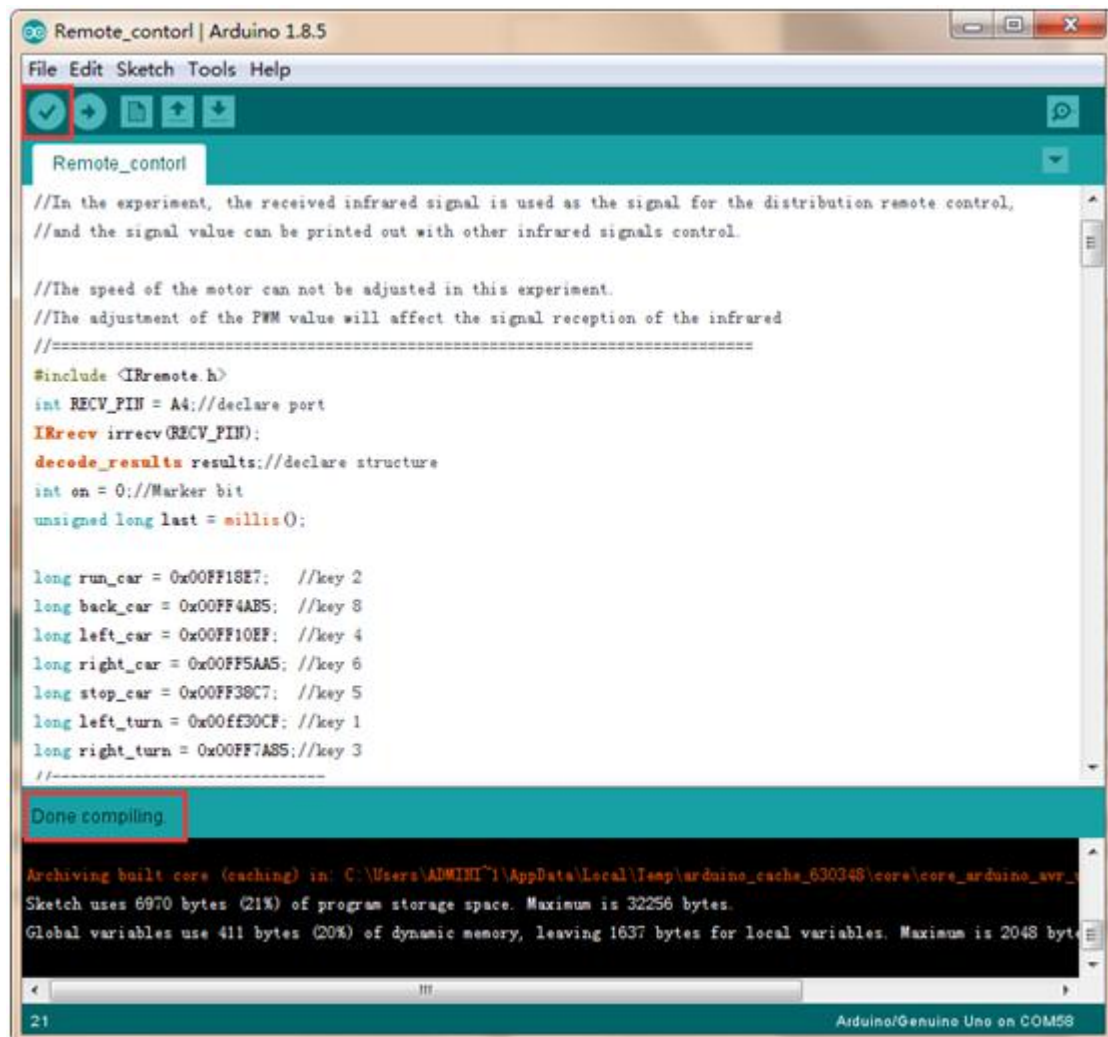 Remote_contorl | Arduino 1.8.5
File Edit Sketch Tools Help
Remote_contorl
//In the experiment, the received infrared signal is used as the signal for the distribution remote control,
//and the signal value can be printed out with other infrared signals control.
//The speed of the motor can not be adjusted in this experiment.
//The adjustment of the PWM value will affect the signal reception of the infrared
//==============================================================================
#include <IRremote.h>
int RECV_PIN = A4;//declare port
IRrecv irrecv(RECV_PIN);
decode_results results;//declare structure
int on = 0;//Marker bit
unsigned long last = millis();
long run_car = 0x00FF18E7;   //key 2
long back_car = 0x00FF4AB5;  //key 8
long left_car = 0x00FF10EF;  //key 4
long right_car = 0x00FF5AA5; //key 6
long stop_car = 0x00FF38C7;  //key 5
long left_turn = 0x00ff30CF; //key 1
long right_turn = 0x00FF7A85;//key 3
//------------------------------
Done compiling.
Archiving built core (caching) in: C:\Users\ADMINI~1\AppData\Local\Temp\arduino_cache_630348\core\core_arduino_avr_
Sketch uses 6970 bytes (21%) of program storage space. Maximum is 32256 bytes.
Global variables use 411 bytes (20%) of dynamic memory, leaving 1637 bytes for local variables. Maximum is 2048 byte
21 Arduino/Genuino Uno on COM58